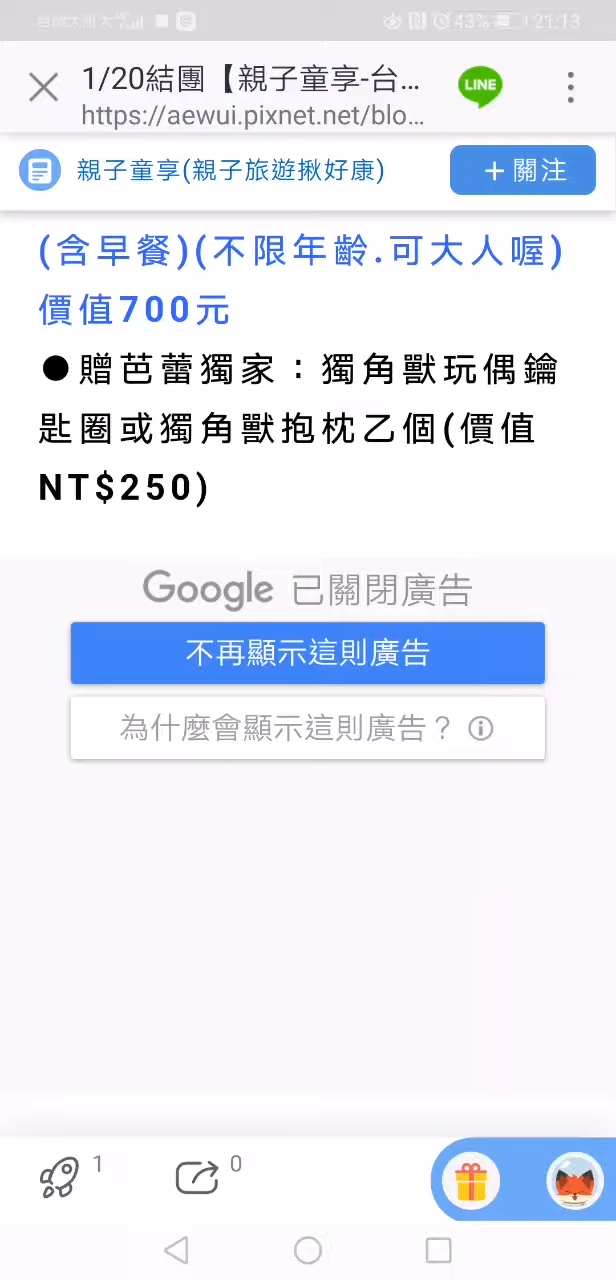 43% 21:13
1/20結團【親子童享-台...
LINE
https://aewui.pixnet.net/blo...
親子童享(親子旅遊揪好康)
+關注
(含早餐)(不限年齡.可大人喔)
價值700元
●贈芭蕾獨家：獨角獸玩偶鑰
匙圈或獨角獸抱枕乙個(價值
NT$250)
Google 已關閉廣告
不再顯示這則廣告
為什麼會顯示這則廣告？
1
0